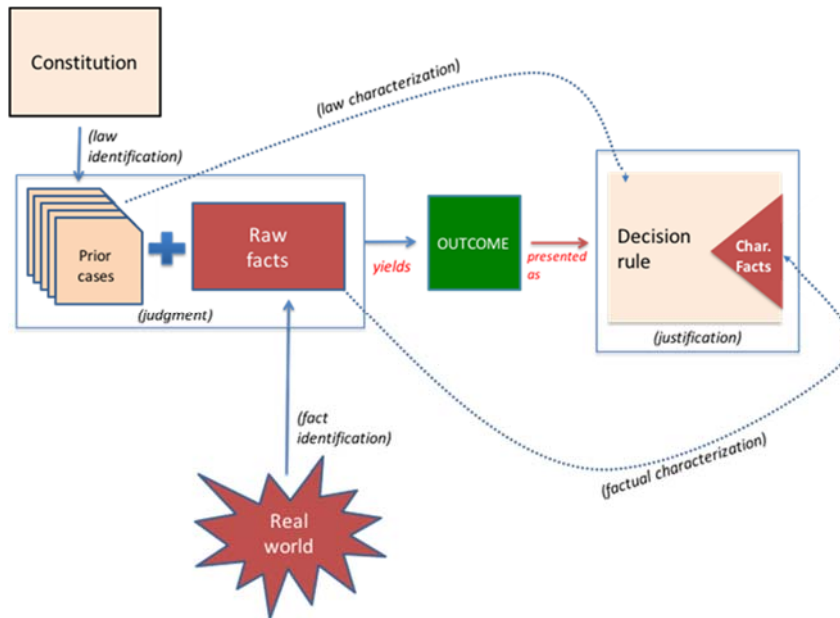 Constitution
(law
identification)
(law characterization)
Prior
cases
Raw
facts
(judgment)
yields
OUTCOME
presented
as
Decision
rule
Char.
Facts
(justification)
(fact
identification)
(factual characterization)
Real
world